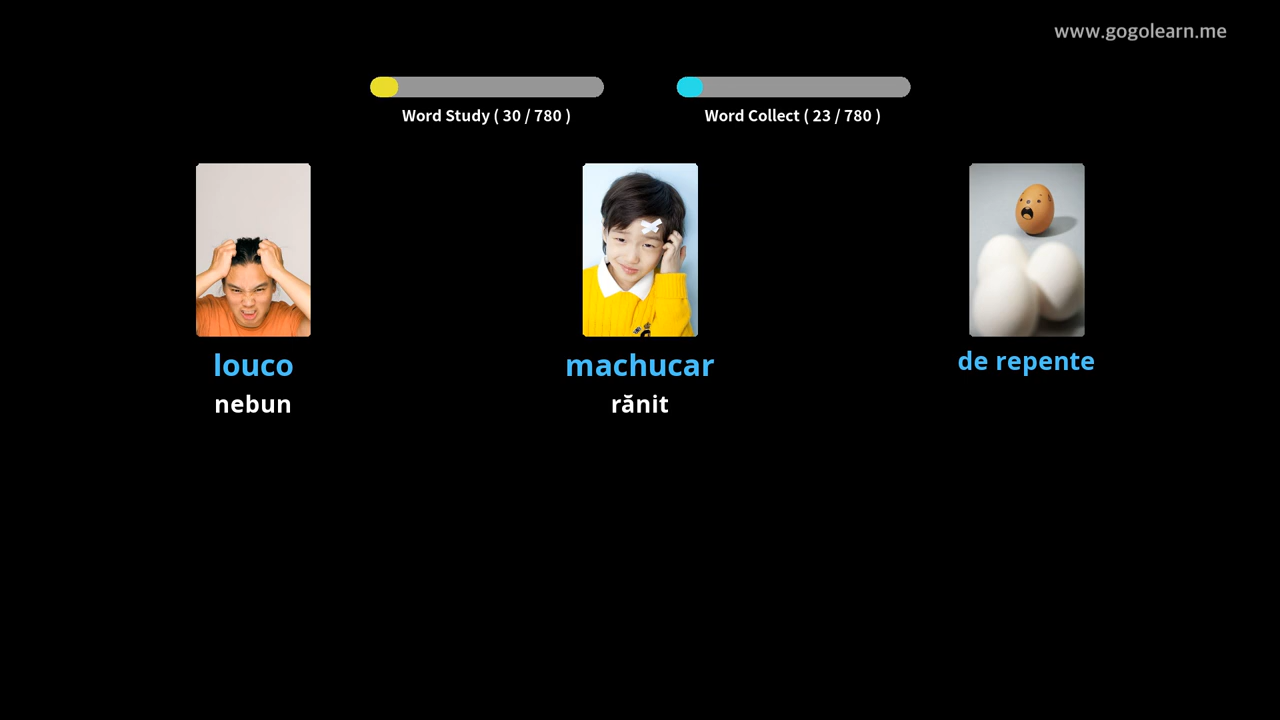 www.gogolearn.me
Word Study ( 30 / 780 )
Word Collect ( 23 / 780 )
louco
machucar
de repente
nebun
rănit